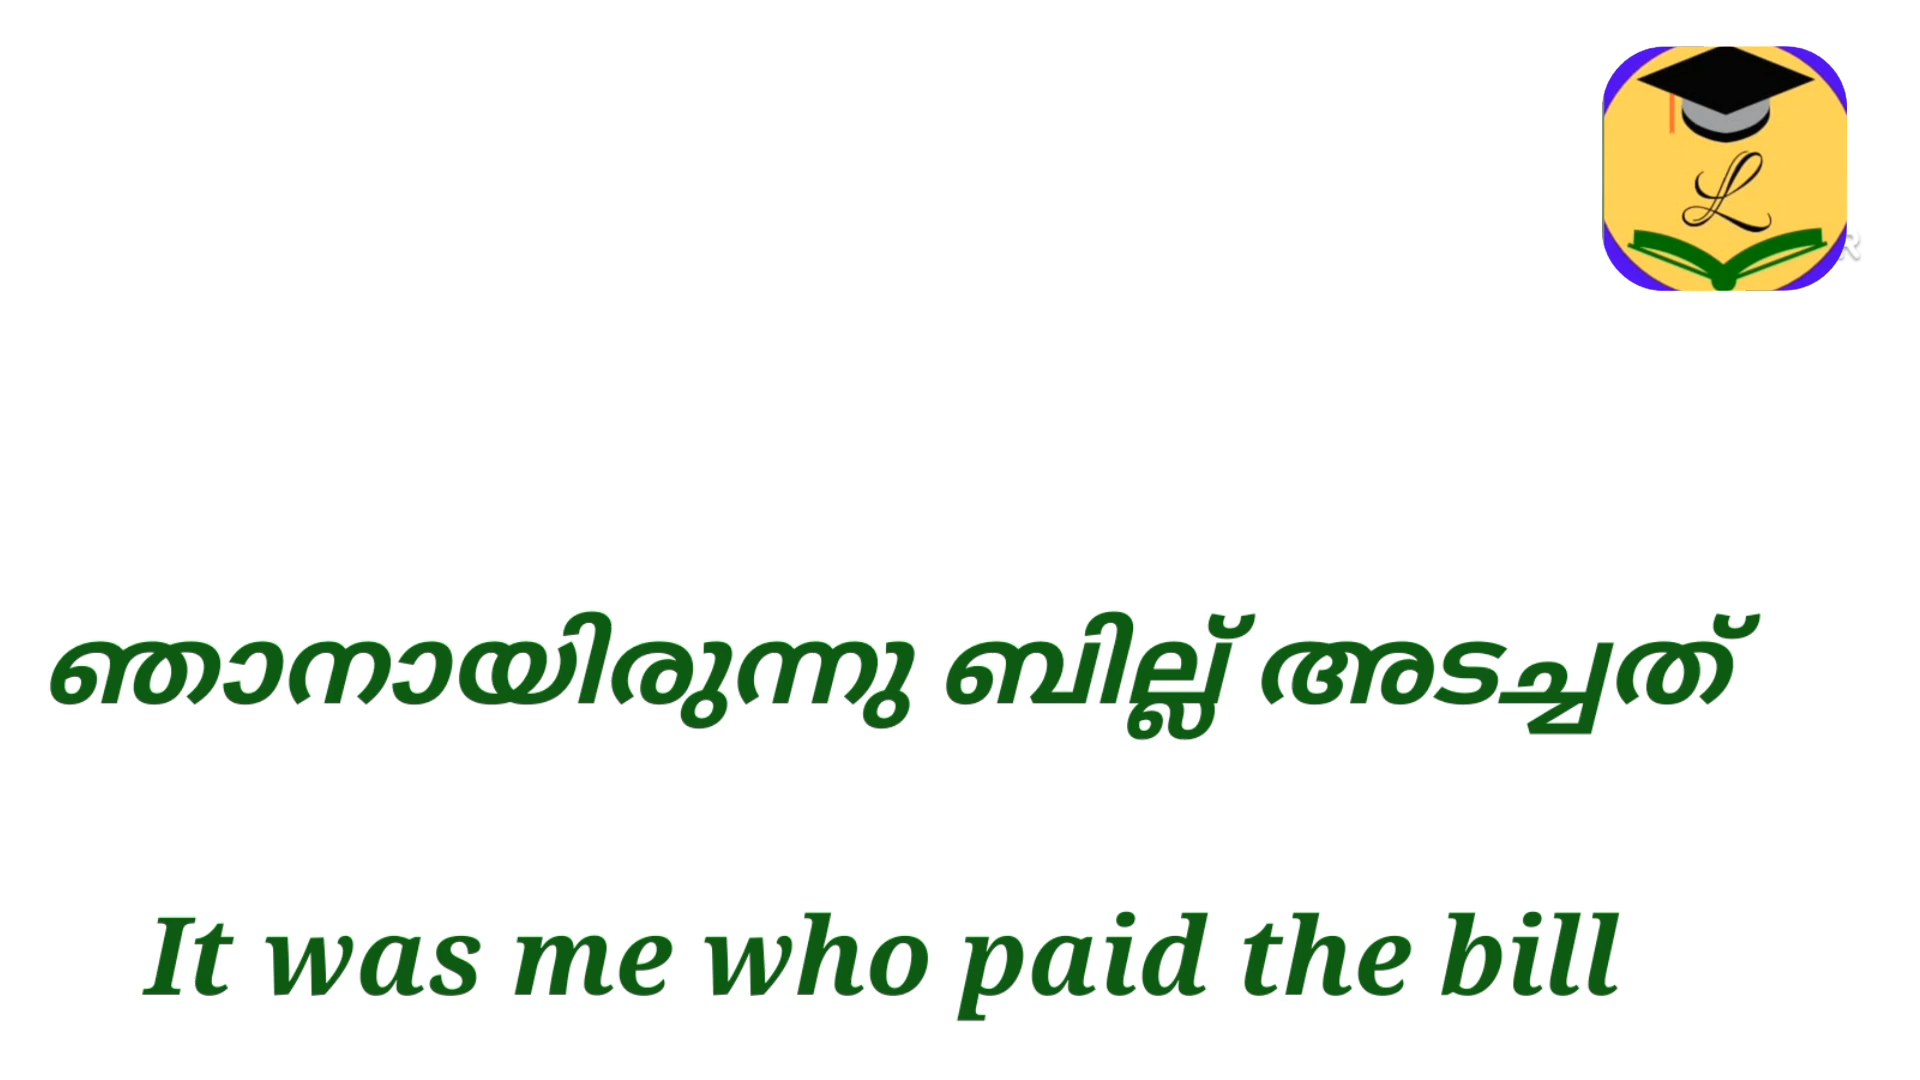 L
ഞാനായിരുന്നു ബില്ല് അടച്ചത്
It was me who paid the bill